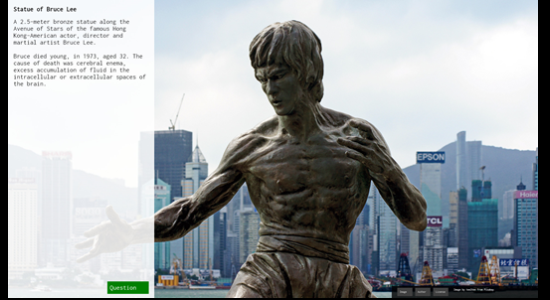 Statue of Bruce Lee
A 2.5-meter bronze statue along the
Avenue of Stars of the famous Hong
Kong-American actor, director and
martial artist Bruce Lee.
Bruce died young, in 1973, aged 32. The
cause of death was cerebral enema,
excess accumulation of fluid in the
intracellular or extracellular spaces of
the brain.
EPSON
TCL
Question